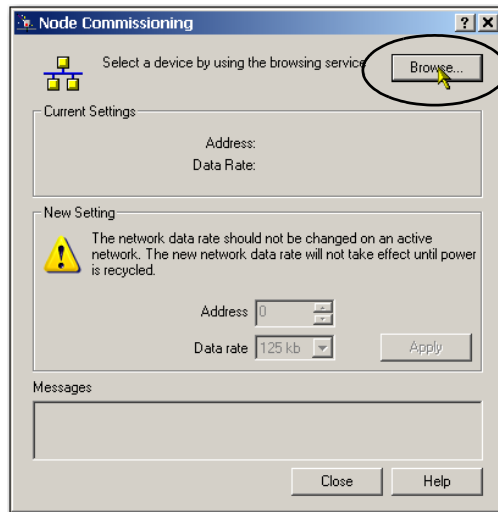 Node Commissioning
Select a device by using the browsing service
Browse...
Current Settings
Address:
Data Rate:
New Setting
The network data rate should not be changed on an active
network. The new network data rate will not take effect until power
is recycled.
Address 0
Data rate 125 kb
Apply
Messages
Close Help